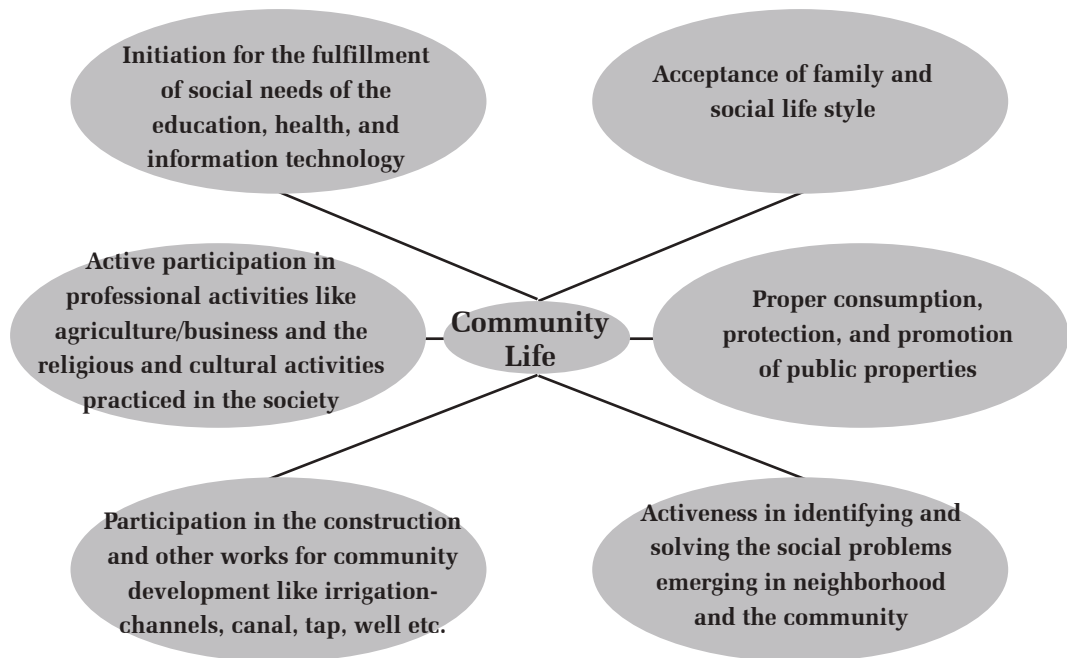 Initiation for the fulfillment
of social needs of the
education, health, and
information technology
Acceptance of family and
social life style
Active participation in
professional activities like
agriculture/business and the
religious and cultural activities
practiced in the society
Community
Life
Proper consumption,
protection, and promotion
of public properties
Participation in the construction
and other works for community
development like irrigation-
channels, canal, tap, well etc.
Activeness in identifying and
solving the social problems
emerging in neighborhood
and the community